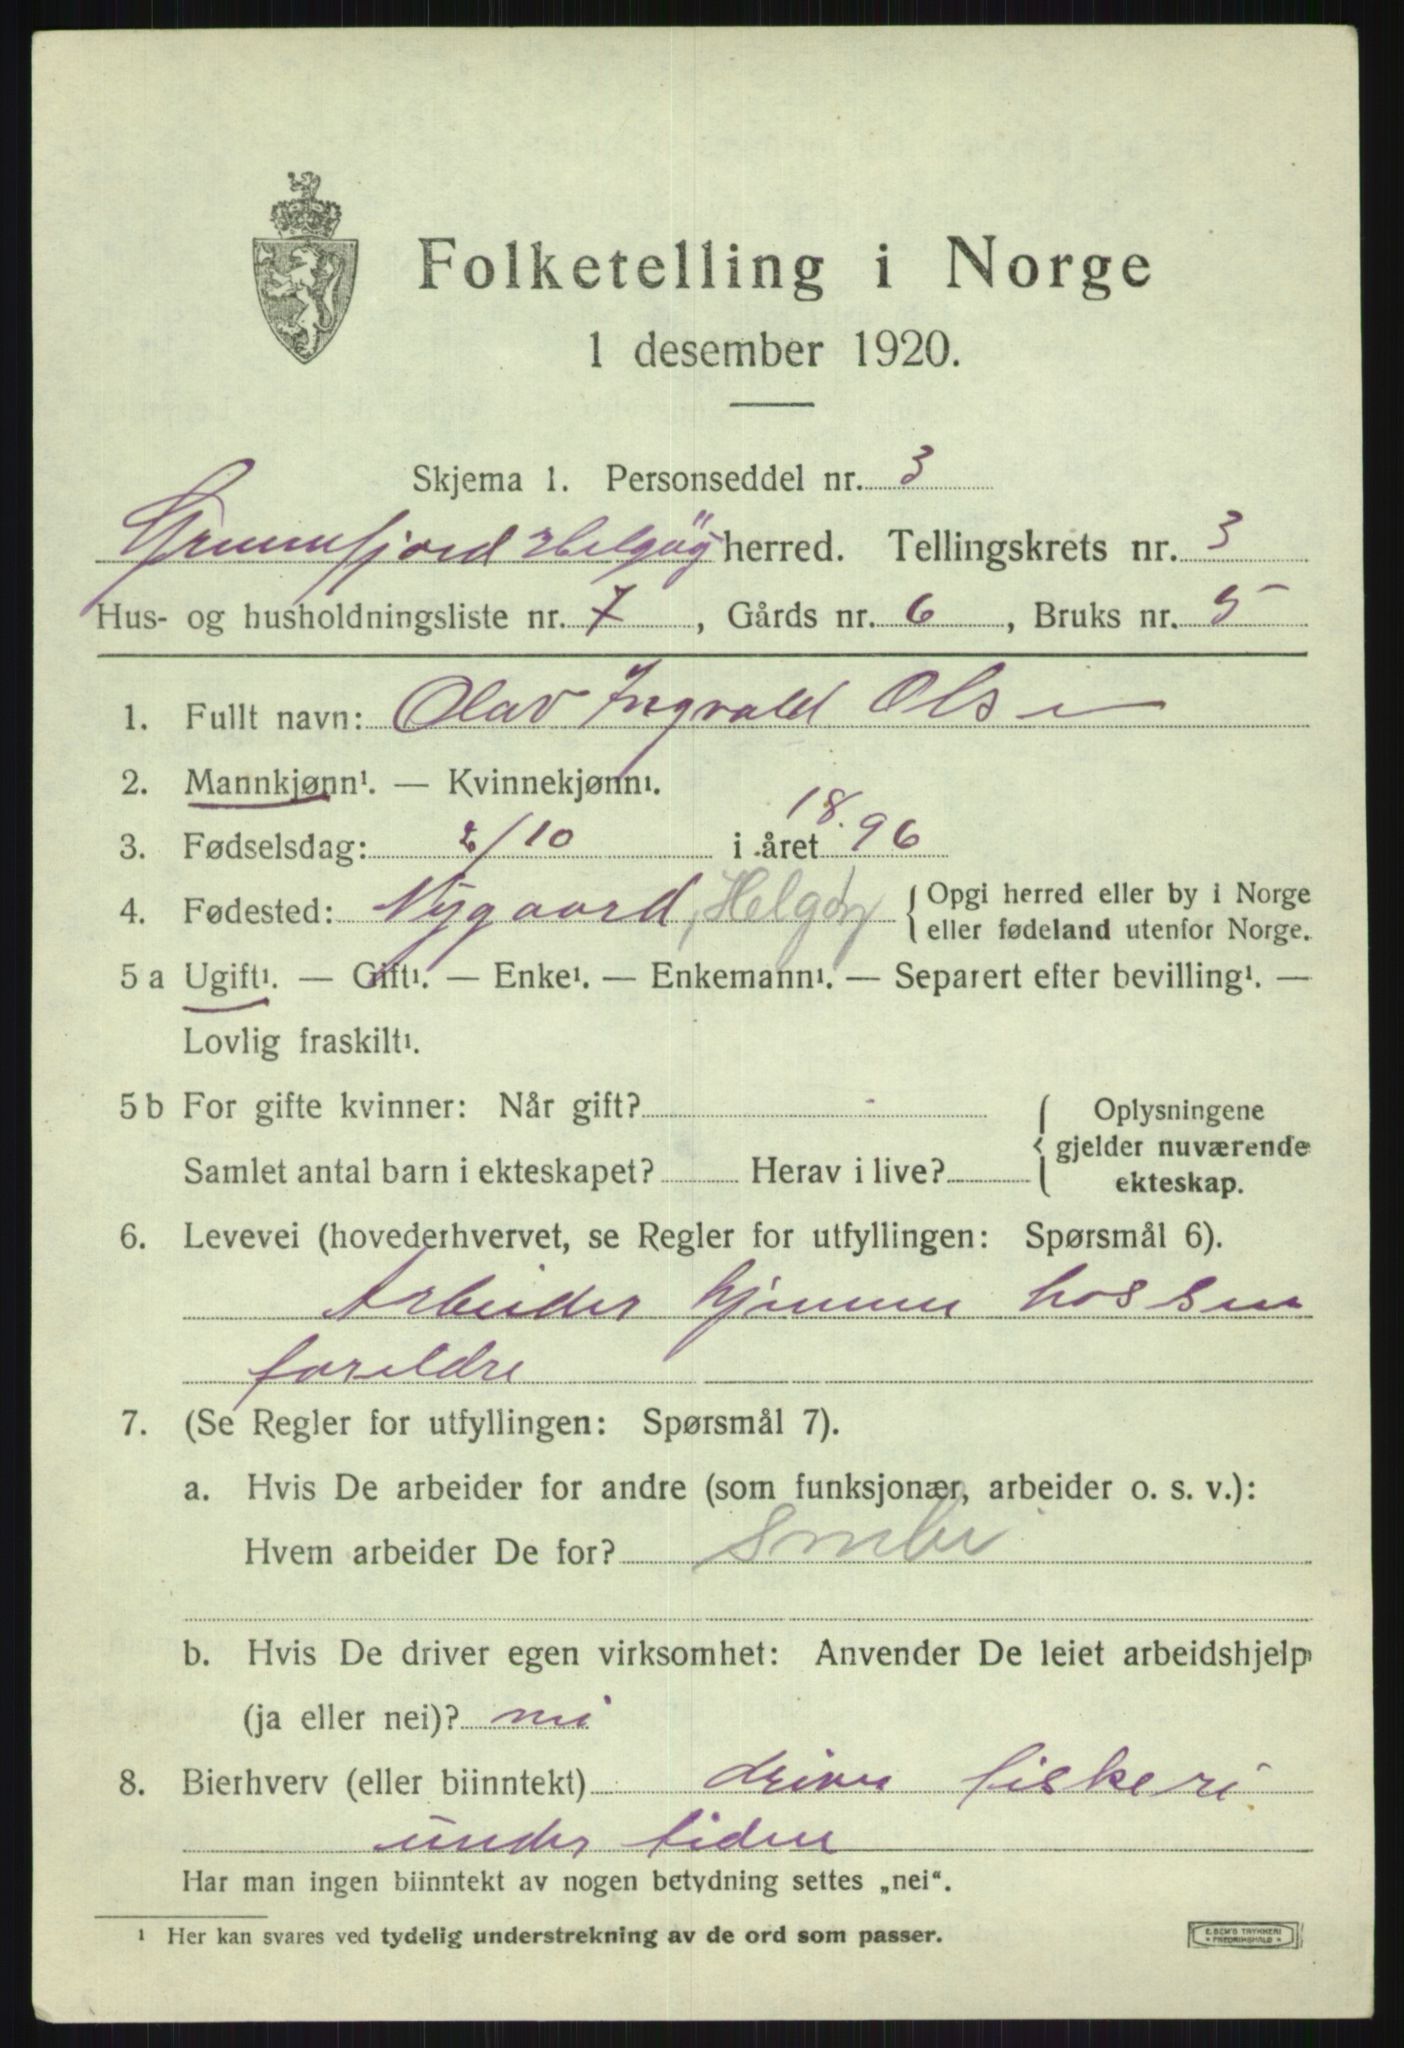 Folketelling i Norge
1 desember 1920.
Skjema 1. Personseddel nr. 3
Helgøy herred. Tellingskrets nr. 3
Hus- og husholdningsliste nr. 7, Gårds nr. 6, Bruks nr. 5
1. Fullt navn: Olav Ingvald Olsen
2. Mannkjønn¹. — Kvinnekjønn¹.
3. Fødselsdag: 2/10 i året 1896
4. Fødested: Nygaard, Helgøy { Opgi herred eller by i Norge
eller fødeland utenfor Norge.
5 a Ugift¹. — Gift¹. — Enke¹. — Enkemann¹. — Separert efter bevilling¹. —
Lovlig fraskilt¹.
5 b For gifte kvinner: Når gift? - { Oplysningene
gjelder nuværende
ekteskap.
Samlet antal barn i ekteskapet? Herav i live?
6. Levevei (hovederhvervet, se Regler for utfyllingen: Spørsmål 6).
Arbeider hjemme hos sine
foreldre
7. (Se Regler for utfyllingen: Spørsmål 7).
a. Hvis De arbeider for andre (som funksjonær, arbeider o. s. v.):
Hvem arbeider De for?
b. Hvis De driver egen virksomhet: Anvender De leiet arbeidshjelp
(ja eller nei)? nei
8. Bierhverv (eller biinntekt) driver fiskeri
under tiden
Har man ingen biinntekt av nogen betydning settes „nei“.
¹ Her kan svares ved tydelig understrekning av de ord som passer.
E. SEM'S TRYKKERI
* FREDRIKSHALD *